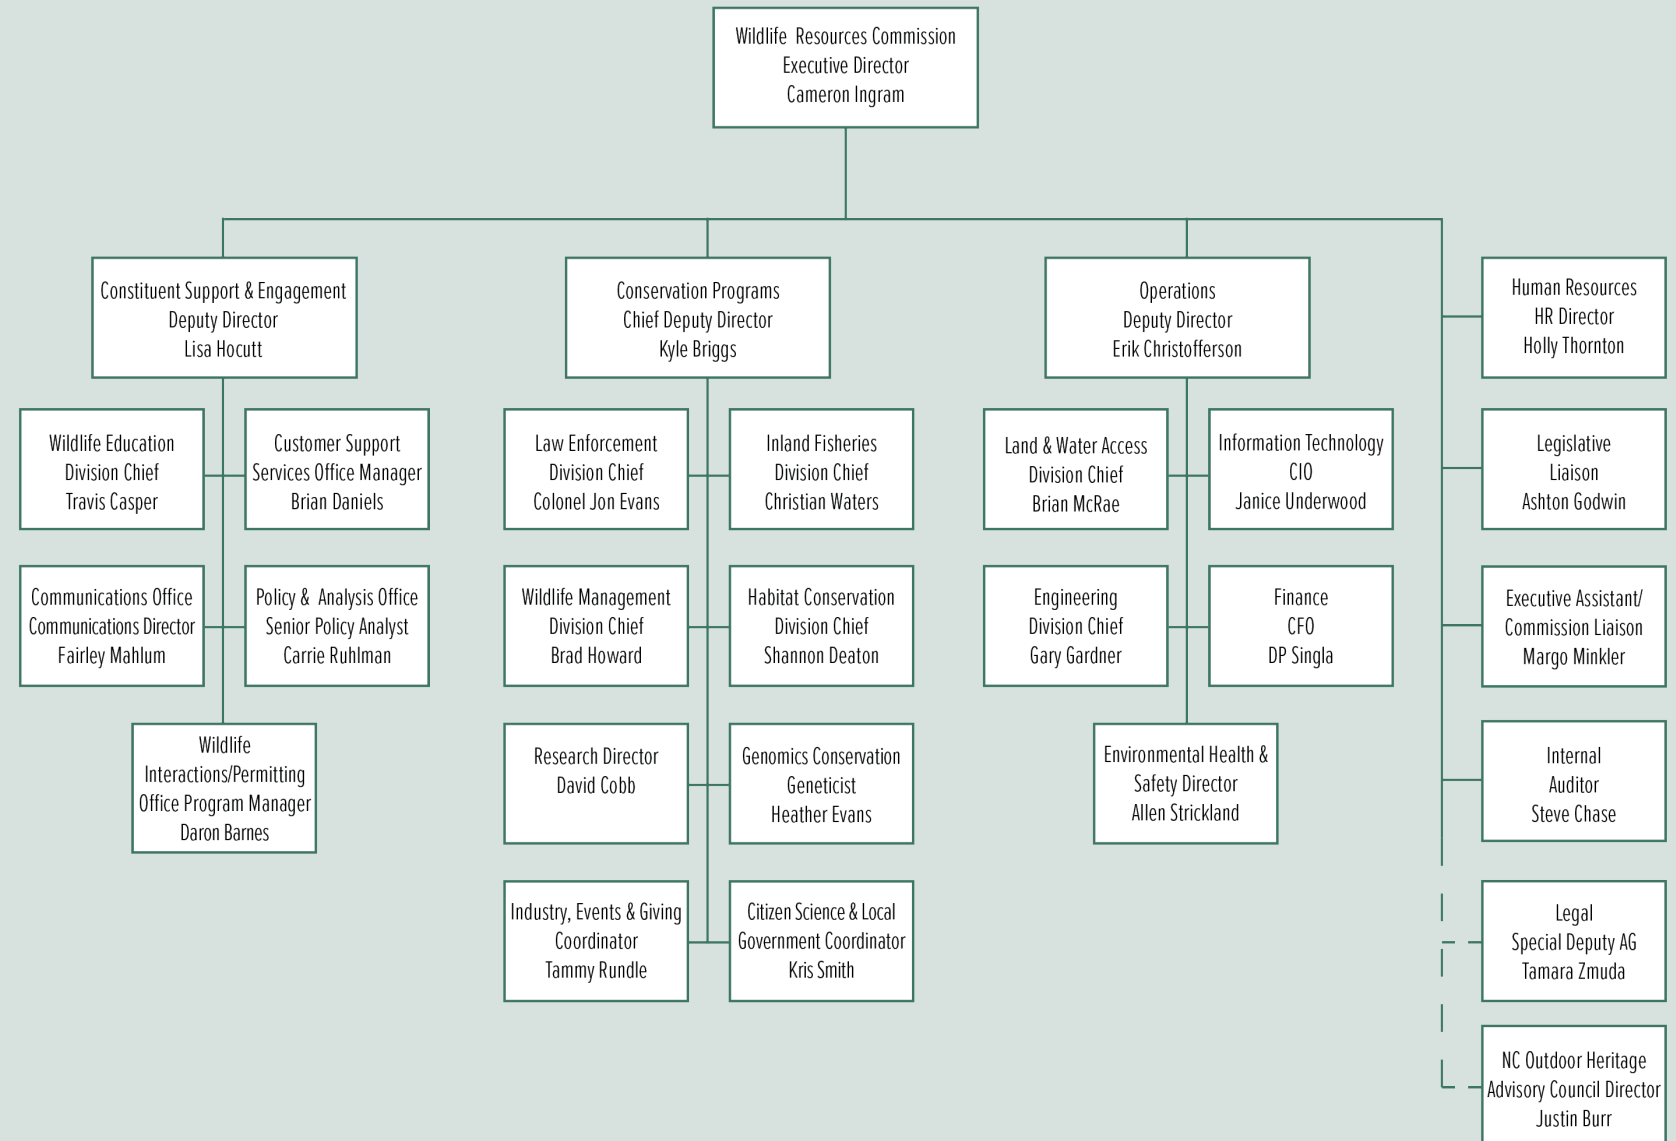 Wildlife Resources Commission
Executive Director
Cameron Ingram
Constituent Support & Engagement
Deputy Director
Lisa Hocutt
Wildlife Education
Division Chief
Travis Casper
Customer Support
Services Office Manager
Brian Daniels
Communications Office
Communications Director
Fairley Mahlum
Policy & Analysis Office
Senior Policy Analyst
Carrie Ruhlman
Wildlife
Interactions/Permitting
Office Program Manager
Daron Barnes
Conservation Programs
Chief Deputy Director
Kyle Briggs
Law Enforcement
Division Chief
Colonel Jon Evans
Inland Fisheries
Division Chief
Christian Waters
Wildlife Management
Division Chief
Brad Howard
Habitat Conservation
Division Chief
Shannon Deaton
Research Director
David Cobb
Genomics Conservation
Geneticist
Heather Evans
Industry, Events & Giving
Coordinator
Tammy Rundle
Citizen Science & Local
Government Coordinator
Kris Smith
Operations
Deputy Director
Erik Christofferson
Land & Water Access
Division Chief
Brian McRae
Information Technology
CIO
Janice Underwood
Engineering
Division Chief
Gary Gardner
Finance
CFO
DP Singla
Environmental Health &
Safety Director
Allen Strickland
Human Resources
HR Director
Holly Thornton
Legislative
Liaison
Ashton Godwin
Executive Assistant/
Commission Liaison
Margo Minkler
Internal
Auditor
Steve Chase
Legal
Special Deputy AG
Tamara Zmuda
NC Outdoor Heritage
Advisory Council Director
Justin Burr